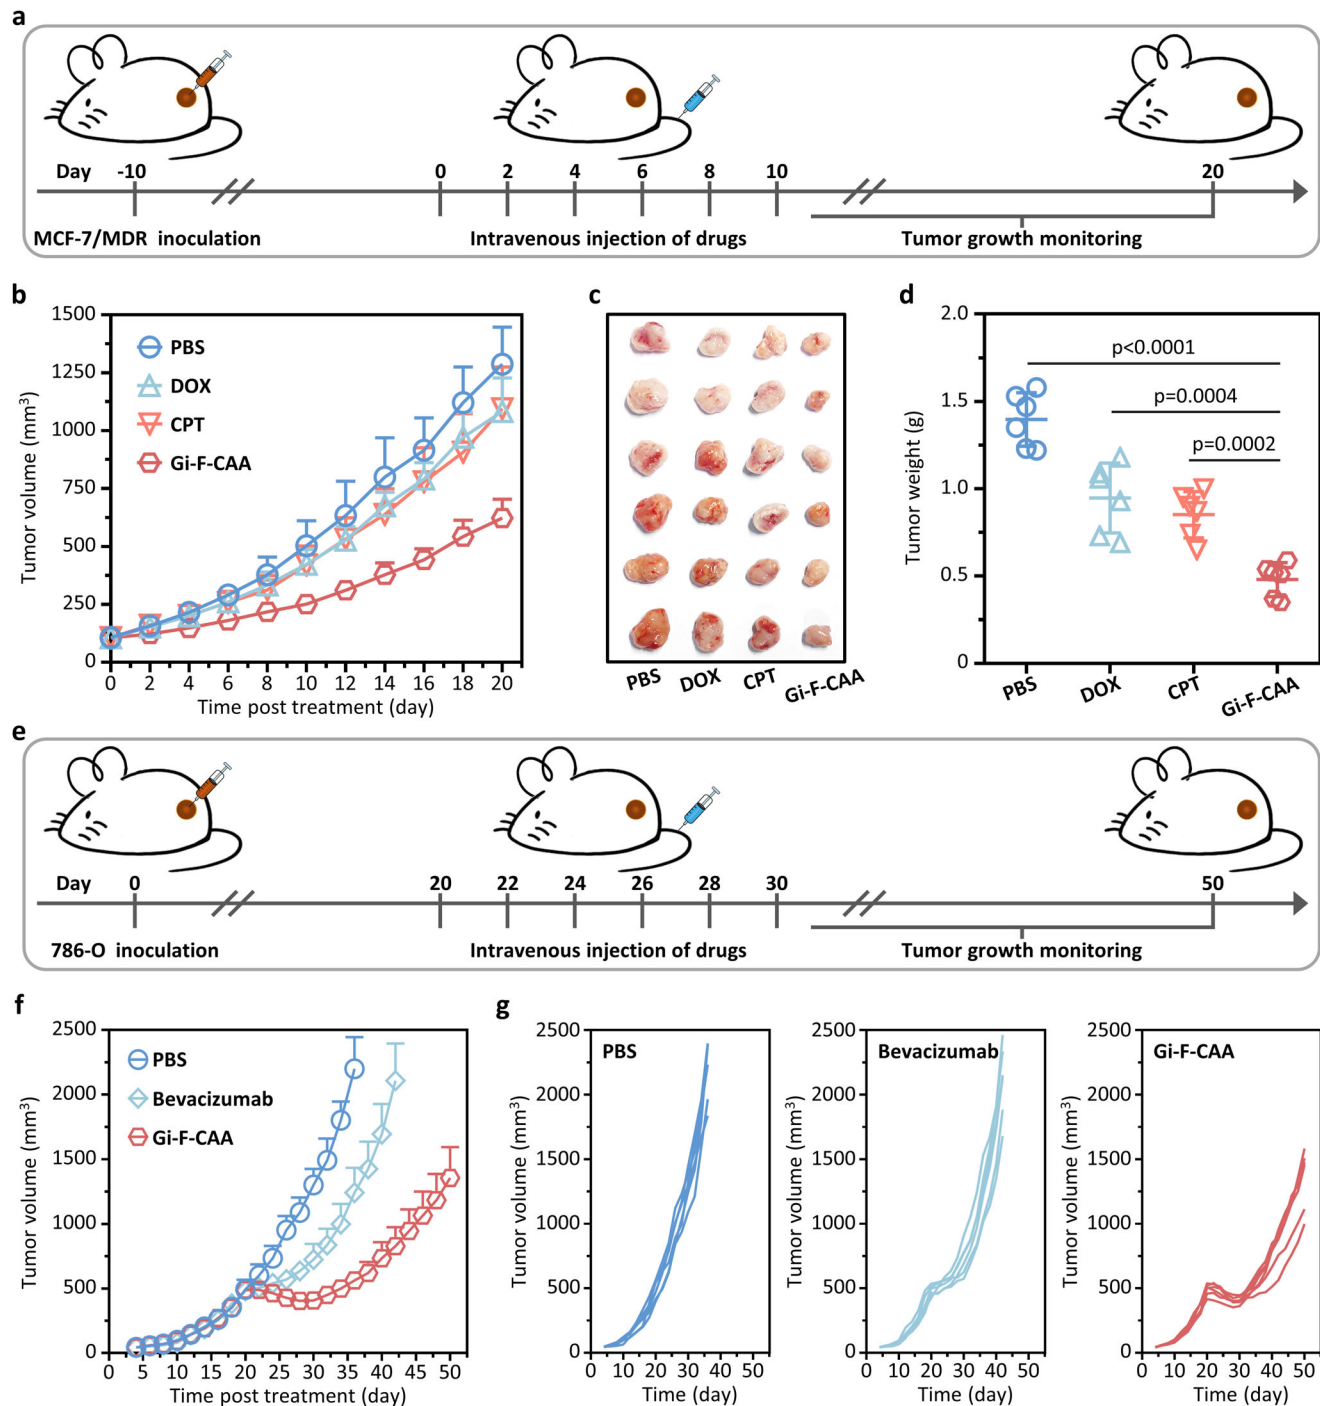 a
Day -10 0 2 4 6 8 10 20
MCF-7/MDR inoculation Intravenous injection of drugs Tumor growth monitoring
b
Tumor volume (mm³)
1500
1250
1000
750
500
250
0
PBS
DOX
CPT
Gi-F-CAA
0 2 4 6 8 10 12 14 16 18 20
Time post treatment (day)
c
PBS DOX CPT Gi-F-CAA
d
Tumor weight (g)
2.0
1.5
1.0
0.5
0
p<0.0001
p=0.0004
p=0.0002
PBS DOX CPT Gi-F-CAA
e
Day 0 20 22 24 26 28 30 50
786-O inoculation Intravenous injection of drugs Tumor growth monitoring
f
Tumor volume (mm³)
2500
2000
1500
1000
500
0
PBS
Bevacizumab
Gi-F-CAA
0 5 10 15 20 25 30 35 40 45 50
Time post treatment (day)
g
Tumor volume (mm³)
2500
2000
1500
1000
500
0
PBS
0 10 20 30 40 50
Time (day)
Tumor volume (mm³)
2500
2000
1500
1000
500
0
Bevacizumab
0 10 20 30 40 50
Time (day)
Tumor volume (mm³)
2500
2000
1500
1000
500
0
Gi-F-CAA
0 10 20 30 40 50
Time (day)